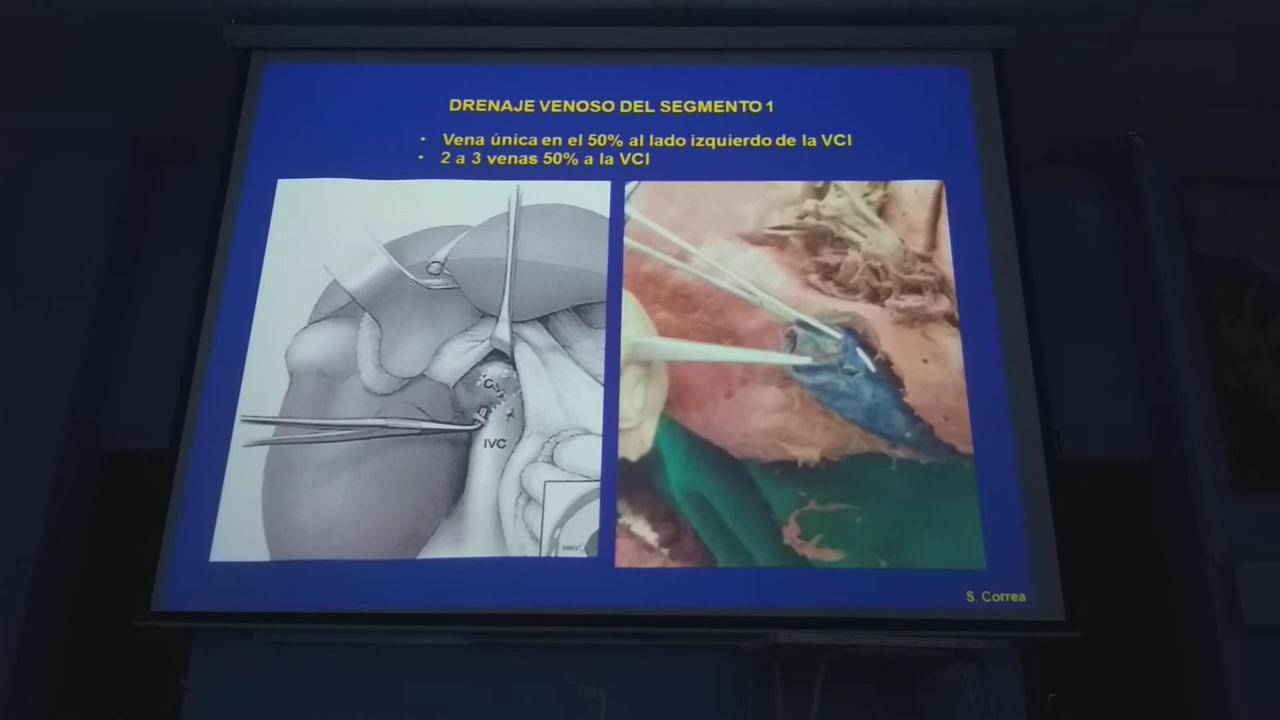 DRENAJE VENOSO DEL SEGMENTO 1
• Vena única en el 50% al lado izquierdo de la VCI
• 2 a 3 venas 50% a la VCI
IVC
S. Correa